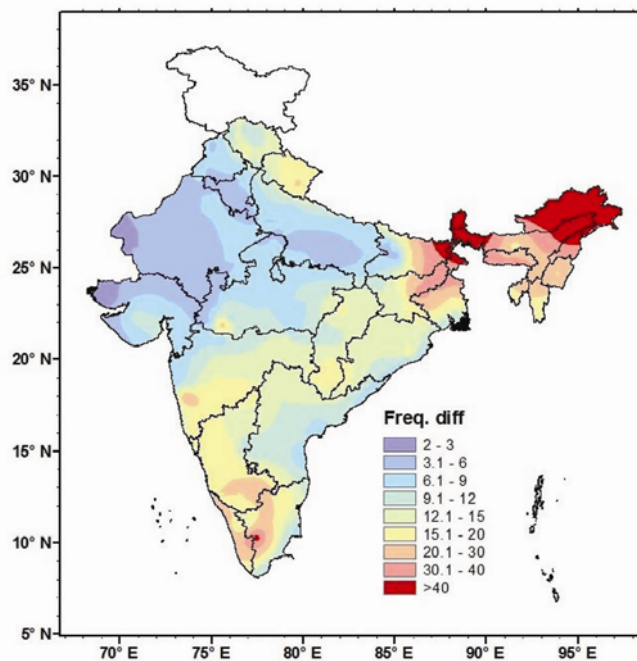 35° N
30° N
25° N
20° N
15° N
10° N
5° N
Freq. diff
2 - 3
3.1 - 6
6.1 - 9
9.1 - 12
12.1 - 15
15.1 - 20
20.1 - 30
30.1 - 40
>40
70° E
75° E
80° E
85° E
90° E
95° E